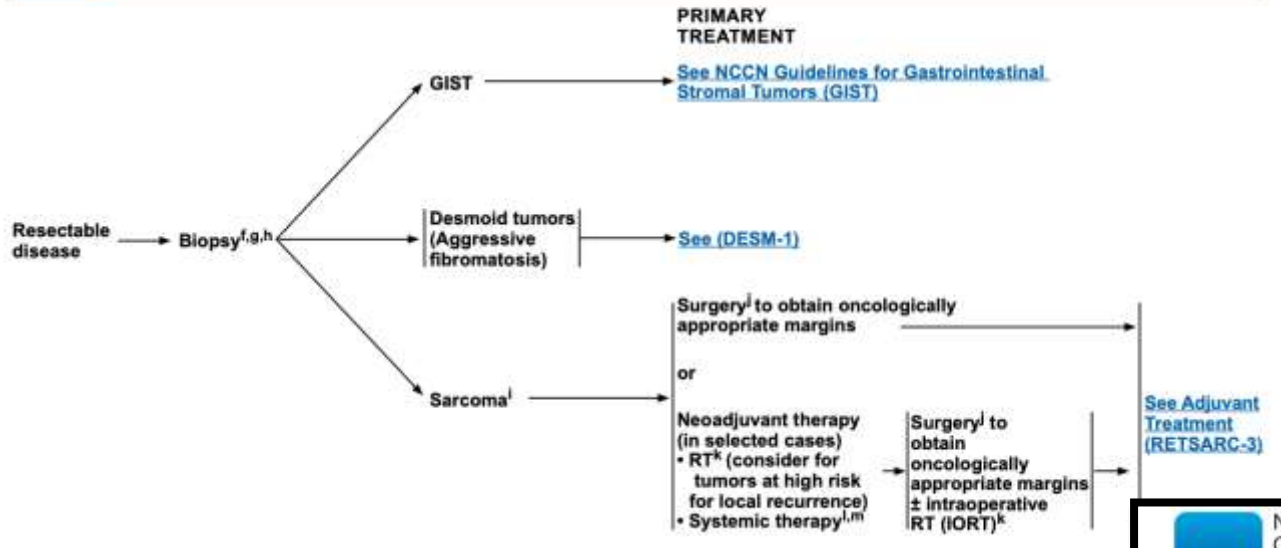 PRIMARY
TREATMENT
GIST
See NCCN Guidelines for Gastrointestinal
Stromal Tumors (GIST)
Resectable
disease
Biopsyf,g,h
Desmoid tumors
(Aggressive
fibromatosis)
See (DESM-1)
Sarcomai
Surgeryj to obtain oncologically
appropriate margins
or
Neoadjuvant therapy
(in selected cases)
• RTk (consider for
tumors at high risk
for local recurrence)
• Systemic therapyl,m
Surgeryj to
obtain
oncologically
appropriate margins
± intraoperative
RT (IORT)k
See Adjuvant
Treatment
(RETSARC-3)